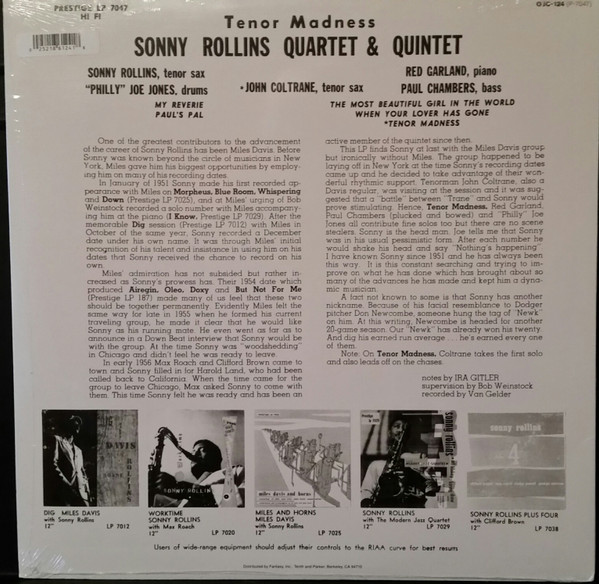 PRESTIGE LP 7047
HI FI
Tenor Madness
OJC-124 (P-7047)
SONNY ROLLINS QUARTET & QUINTET
SONNY ROLLINS, tenor sax
"PHILLY" JOE JONES, drums
*JOHN COLTRANE, tenor sax
RED GARLAND, piano
PAUL CHAMBERS, bass
MY REVERIE
PAUL'S PAL
THE MOST BEAUTIFUL GIRL IN THE WORLD
WHEN YOUR LOVER HAS GONE
*TENOR MADNESS
One of the greatest contributors to the advancement
of the career of Sonny Rollins has been Miles Davis. Before
Sonny was known beyond the circle of musicians in New
York, Miles gave him his biggest opportunities by employ-
ing him on many of his recording dates.
In January of 1951 Sonny made his first recorded ap-
pearance with Miles on Morpheus, Blue Room, Whispering
and Down (Prestige LP 7025), and at Miles' urging of Bob
Weinstock recorded a solo number with Miles accompany-
ing him at the piano (I Know, Prestige LP 7029). After the
memorable Dig session (Prestige LP 7012) with Miles in
October of the same year, Sonny recorded a December
date under his own name. It was through Miles' initial
recognition of his talent and insistance in using him on his
dates that Sonny received the chance to record on his
own.
Miles' admiration has not subsided but rather in-
creased as Sonny's prowess has. Their 1954 date which
produced Airegin, Oleo, Doxy and But Not For Me
(Prestige LP 187) made many of us feel that these two
should be together permanently. Evidently Miles felt the
same way for late in 1955 when he formed his current
traveling group, he made it clear that he would like
Sonny as his running mate. He even went as far as to
announce in a Down Beat interview that Sonny would be
with the group. At the time Sonny was "woodshedding"
in Chicago and didn't feel he was ready to leave.
In early 1956 Max Roach and Clifford Brown came to
town and Sonny filled in for Harold Land, who had been
called back to California. When the time came for the
group to leave Chicago, Max asked Sonny to come with
them. This time Sonny felt he was ready and has been an
active member of the quintet since then.
This LP finds Sonny at last with the Miles Davis group
but ironically without Miles. The group happened to be
laying off in New York at the time Sonny's recording dates
came up and he decided to take advantage of their won-
derful rhythmic support. Tenorman John Coltrane, also a
Davis regular, was visiting at the session and it was sug-
gested that a "battle" between "Trane" and Sonny would
prove stimulating. Hence, Tenor Madness. Red Garland,
Paul Chambers (plucked and bowed) and "Philly" Joe
Jones all contribute fine solos too but there are no scene
stealers. Sonny is the head man. Joe tells me that Sonny
was in his usual pessimistic form. After each number he
would shake his head and say "Nothing's happening".
I have known Sonny since 1951 and he has always been
this way. It is this constant searching and trying to im-
prove on what he has done which has brought about so
many of the advances he has made and kept him a dyna-
mic musician.
A fact not known to some is that Sonny has another
nickname. Because of his facial resemblance to Dodger
pitcher Don Newcombe, someone hung the tag of "Newk"
on him. At this writing, Newcombe is headed for another
20-game season. Our "Newk" has already won his twenty.
And dig his earned run average . . . he's earned every one
of them.
Note: On Tenor Madness, Coltrane takes the first solo
and also leads off on the chases.
notes by IRA GITLER
supervision by Bob Weinstock
recorded by Van Gelder
DIG MILES DAVIS
with Sonny Rollins
12" LP 7012
WORKTIME
SONNY ROLLINS
with Max Roach
12" LP 7020
MILES AND HORNS
MILES DAVIS
with Sonny Rollins
12" LP 7025
SONNY ROLLINS
with The Modern Jazz Quartet
12" LP 7029
SONNY ROLLINS PLUS FOUR
with Clifford Brown
12" LP 7038
Users of wide-range equipment should adjust their controls to the RIAA curve for best results
Distributed by Fantasy, Inc. Tenth and Parker, Berkeley, CA 94710